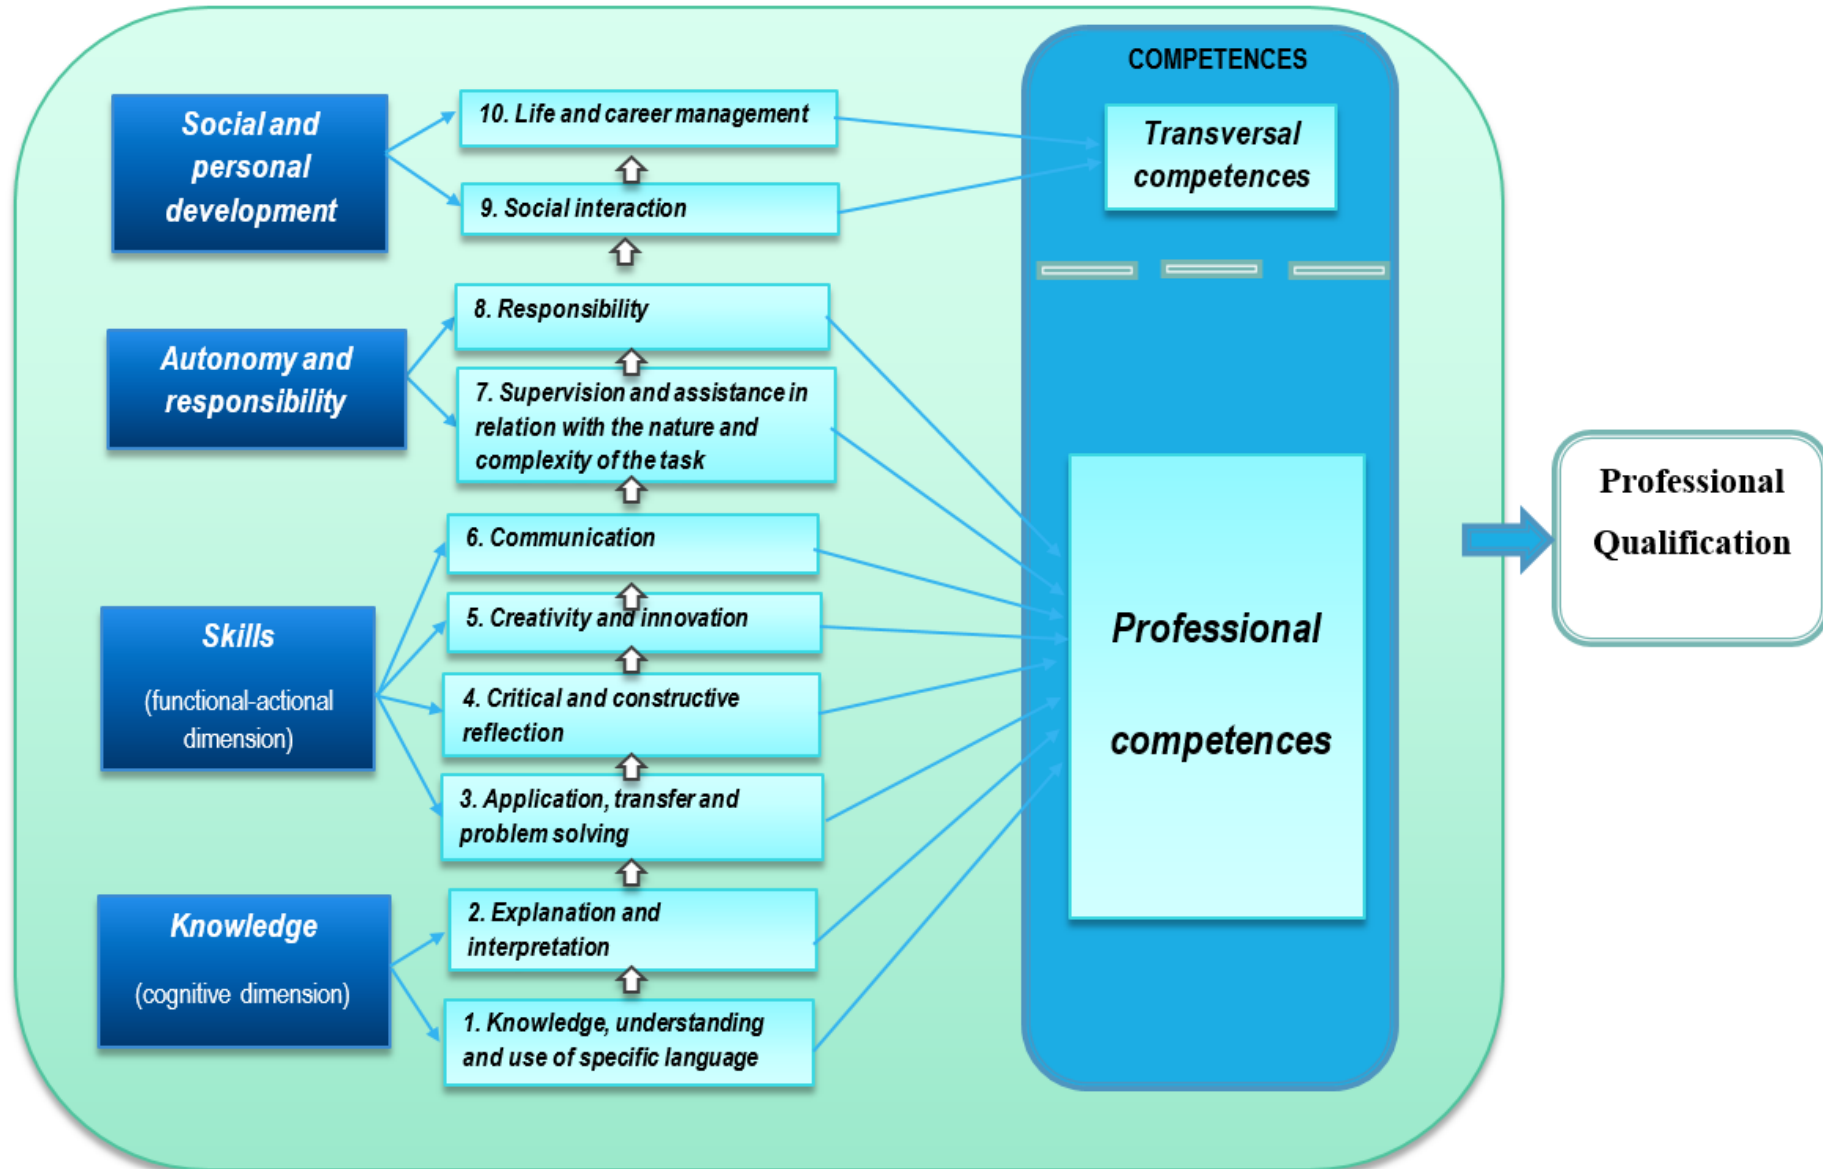 COMPETENCES
Social and
personal
development
10. Life and career management
9. Social interaction
Transversal
competences
Autonomy and
responsibility
8. Responsibility
7. Supervision and assistance in
relation with the nature and
complexity of the task
Skills
(functional-actional
dimension)
6. Communication
5. Creativity and innovation
4. Critical and constructive
reflection
3. Application, transfer and
problem solving
Knowledge
(cognitive dimension)
2. Explanation and
interpretation
1. Knowledge, understanding
and use of specific language
Professional
competences
Professional
Qualification